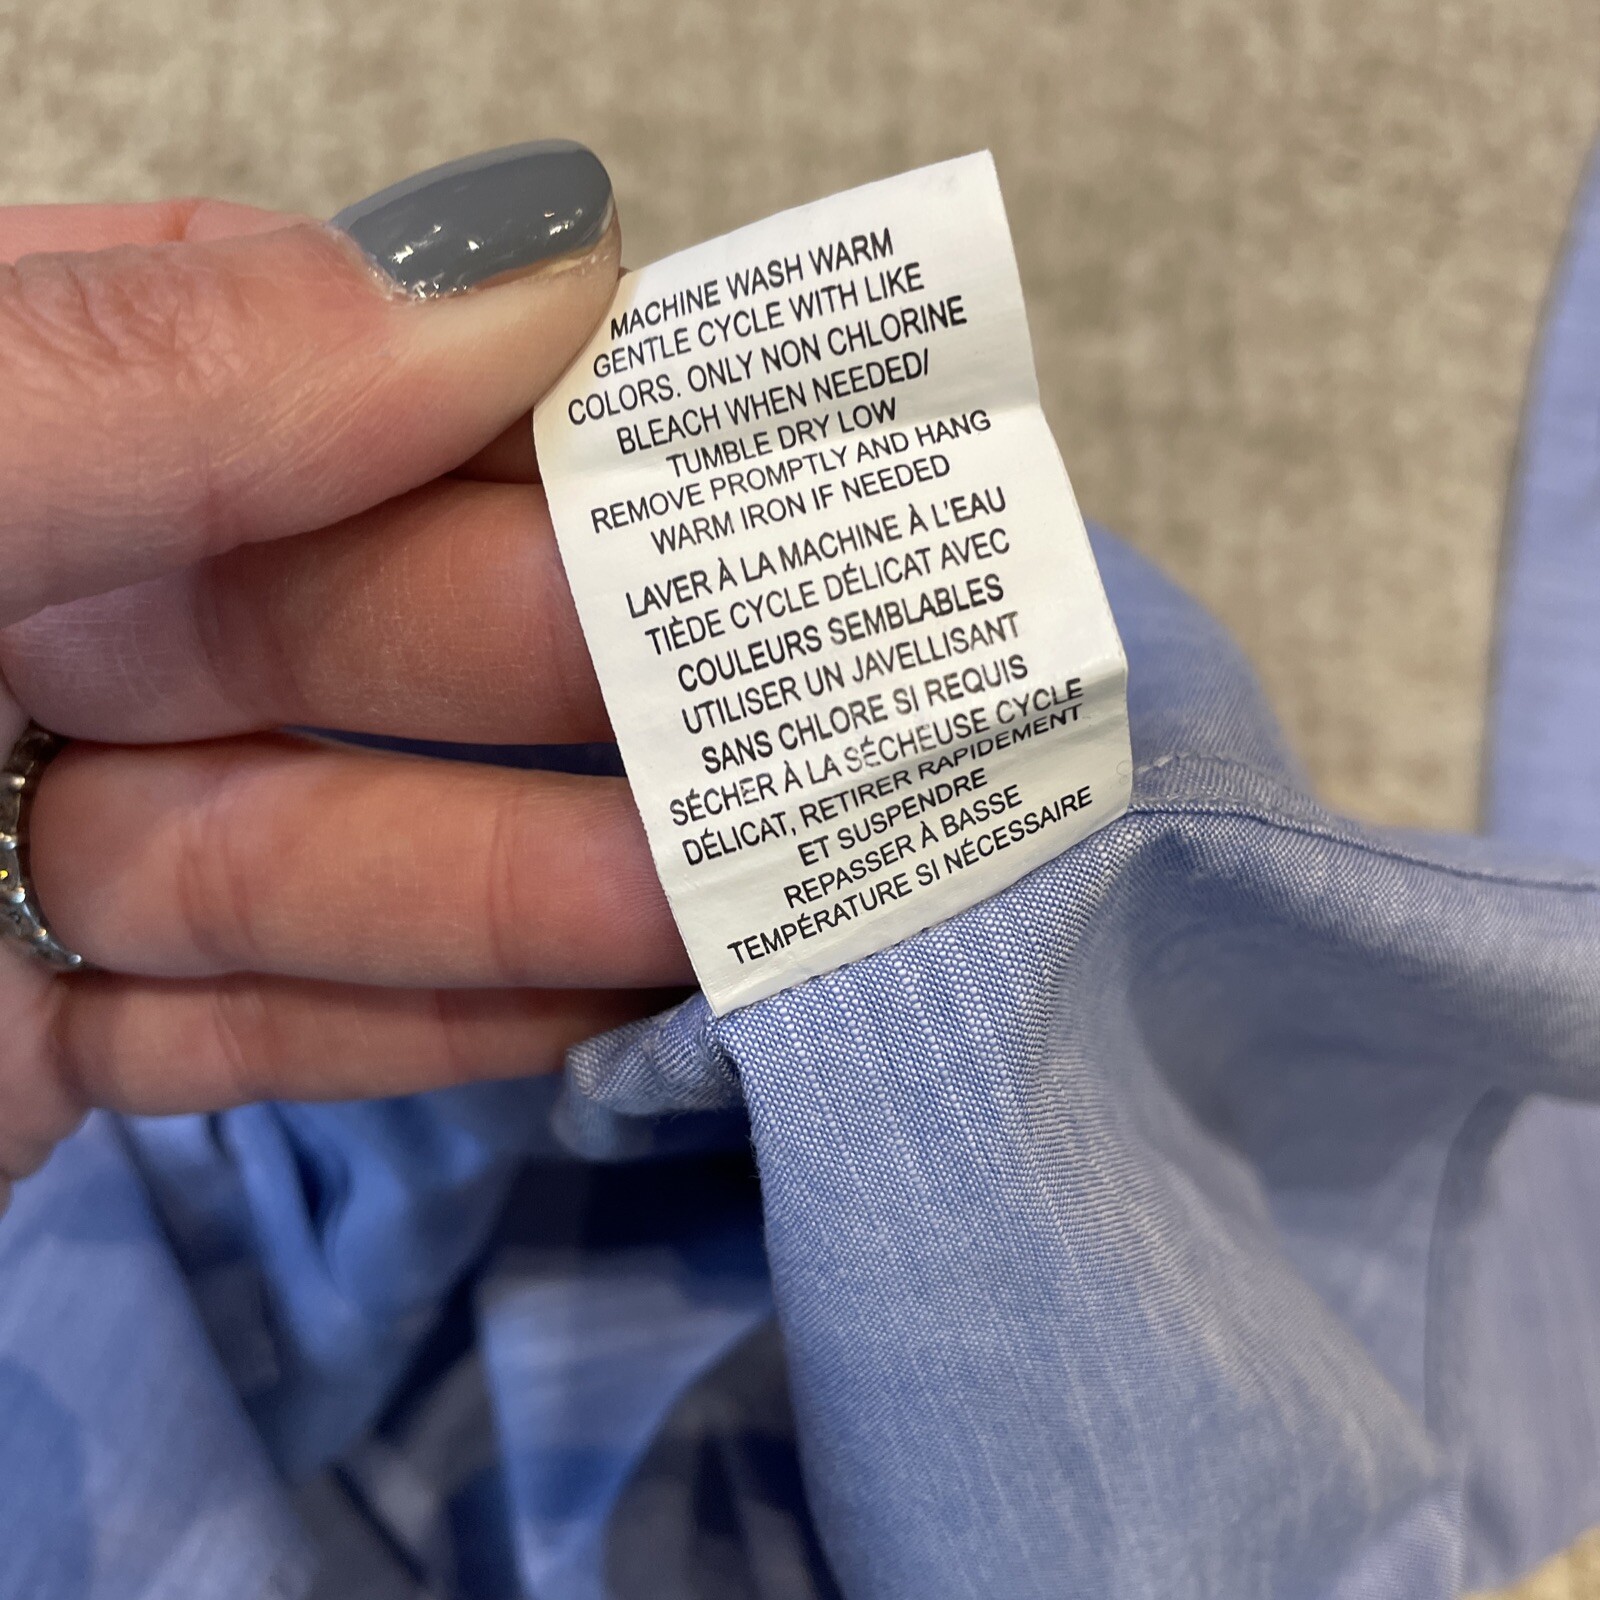 MACHINE WASH WARM
GENTLE CYCLE WITH LIKE
COLORS. ONLY NON CHLORINE
BLEACH WHEN NEEDED/
TUMBLE DRY LOW
REMOVE PROMPTLY AND HANG
WARM IRON IF NEEDED
LAVER À LA MACHINE À L'EAU
TIÈDE CYCLE DÉLICAT AVEC
COULEURS SEMBLABLES
UTILISER UN JAVELLISANT
SANS CHLORE SI REQUIS
SÉCHER À LA SÉCHEUSE CYCLE
DÉLICAT, RETIRER RAPIDEMENT
ET SUSPENDRE
REPASSER À BASSE
TEMPÉRATURE SI NÉCESSAIRE